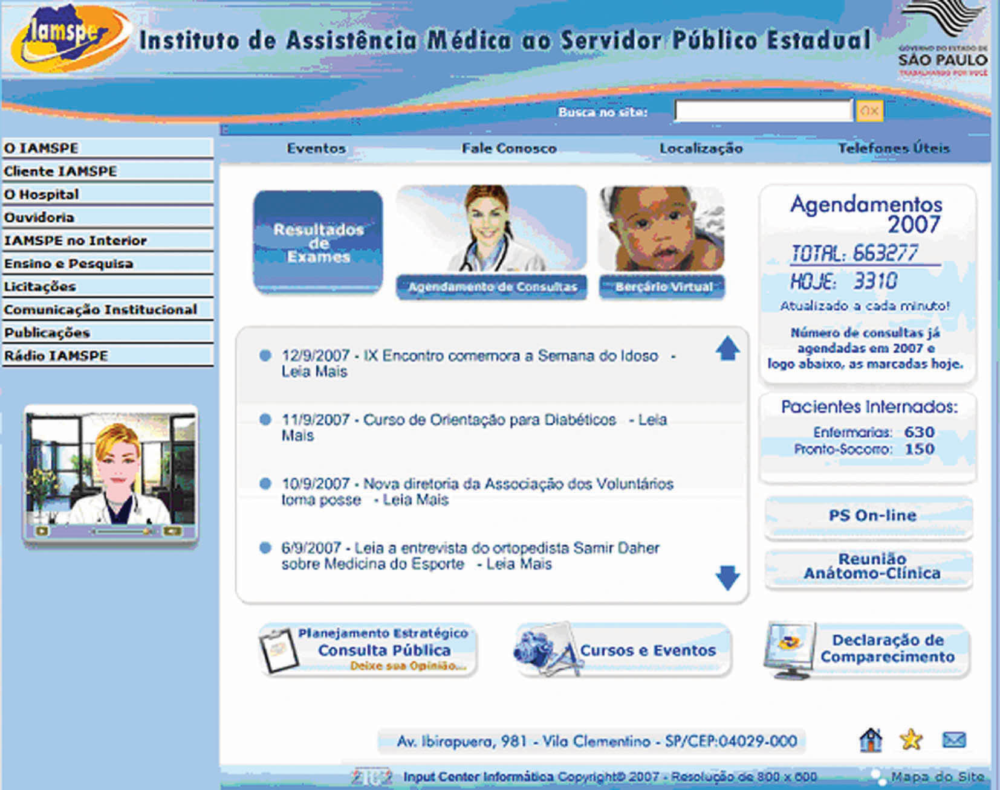 Iamspe
Instituto de Assistência Médica ao Servidor Público Estadual
GOVERNO DO ESTADO DE
SÃO PAULO
TRABALHANDO POR VOCÊ
Busca no site:
OK
O IAMSPE
Cliente IAMSPE
O Hospital
Ouvidoria
IAMSPE no Interior
Ensino e Pesquisa
Licitações
Comunicação Institucional
Publicações
Rádio IAMSPE
Eventos
Fale Conosco
Localização
Telefones Úteis
Resultados
de
Exames
Agendamento de Consultas
Berçário Virtual
12/9/2007 - IX Encontro comemora a Semana do Idoso -
Leia Mais
11/9/2007 - Curso de Orientação para Diabéticos - Leia
Mais
10/9/2007 - Nova diretoria da Associação dos Voluntários
toma posse - Leia Mais
6/9/2007 - Leia a entrevista do ortopedista Samir Daher
sobre Medicina do Esporte - Leia Mais
Agendamentos
2007
TOTAL: 663277
HOJE: 3310
Atualizado a cada minuto!
Número de consultas já
agendadas em 2007 e
logo abaixo, as marcadas hoje.
Pacientes Internados:
Enfermarias: 630
Pronto-Socorro: 150
PS On-line
Reunião
Anátomo-Clínica
Planejamento Estratégico
Consulta Pública
Deixe sua Opinião...
Cursos e Eventos
Declaração de
Comparecimento
Av. Ibirapuera, 981 - Vila Clementino - SP/CEP:04029-000
Input Center Informática Copyright© 2007 - Resolução de 800 x 600
Mapa do Site